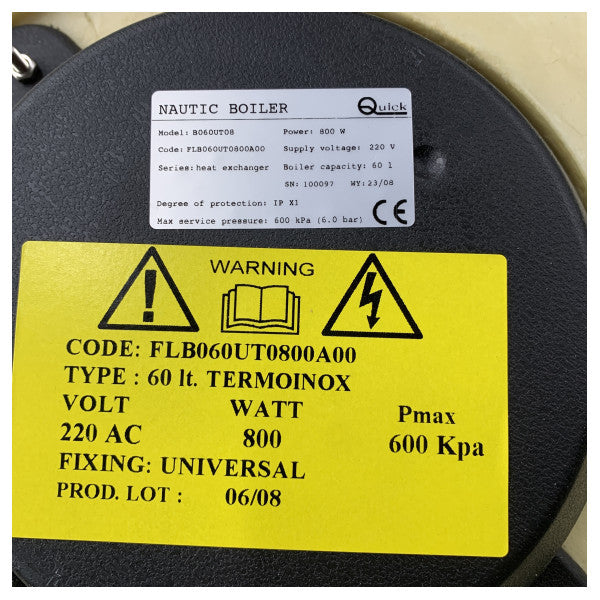 NAUTIC BOILER Quick
Model: B060UT08 Power: 800 W
Code: FLB060UT0800A00 Supply voltage: 220 V
Series: heat exchanger Boiler capacity: 60 l
SN: 100097 WY: 23/08
Degree of protection: IP X1
Max service pressure: 600 kPa (6.0 bar) CE
WARNING
CODE: FLB060UT0800A00
TYPE : 60 lt. TERMOINOX
VOLT WATT Pmax
220 AC 800 600 Kpa
FIXING: UNIVERSAL
PROD. LOT : 06/08